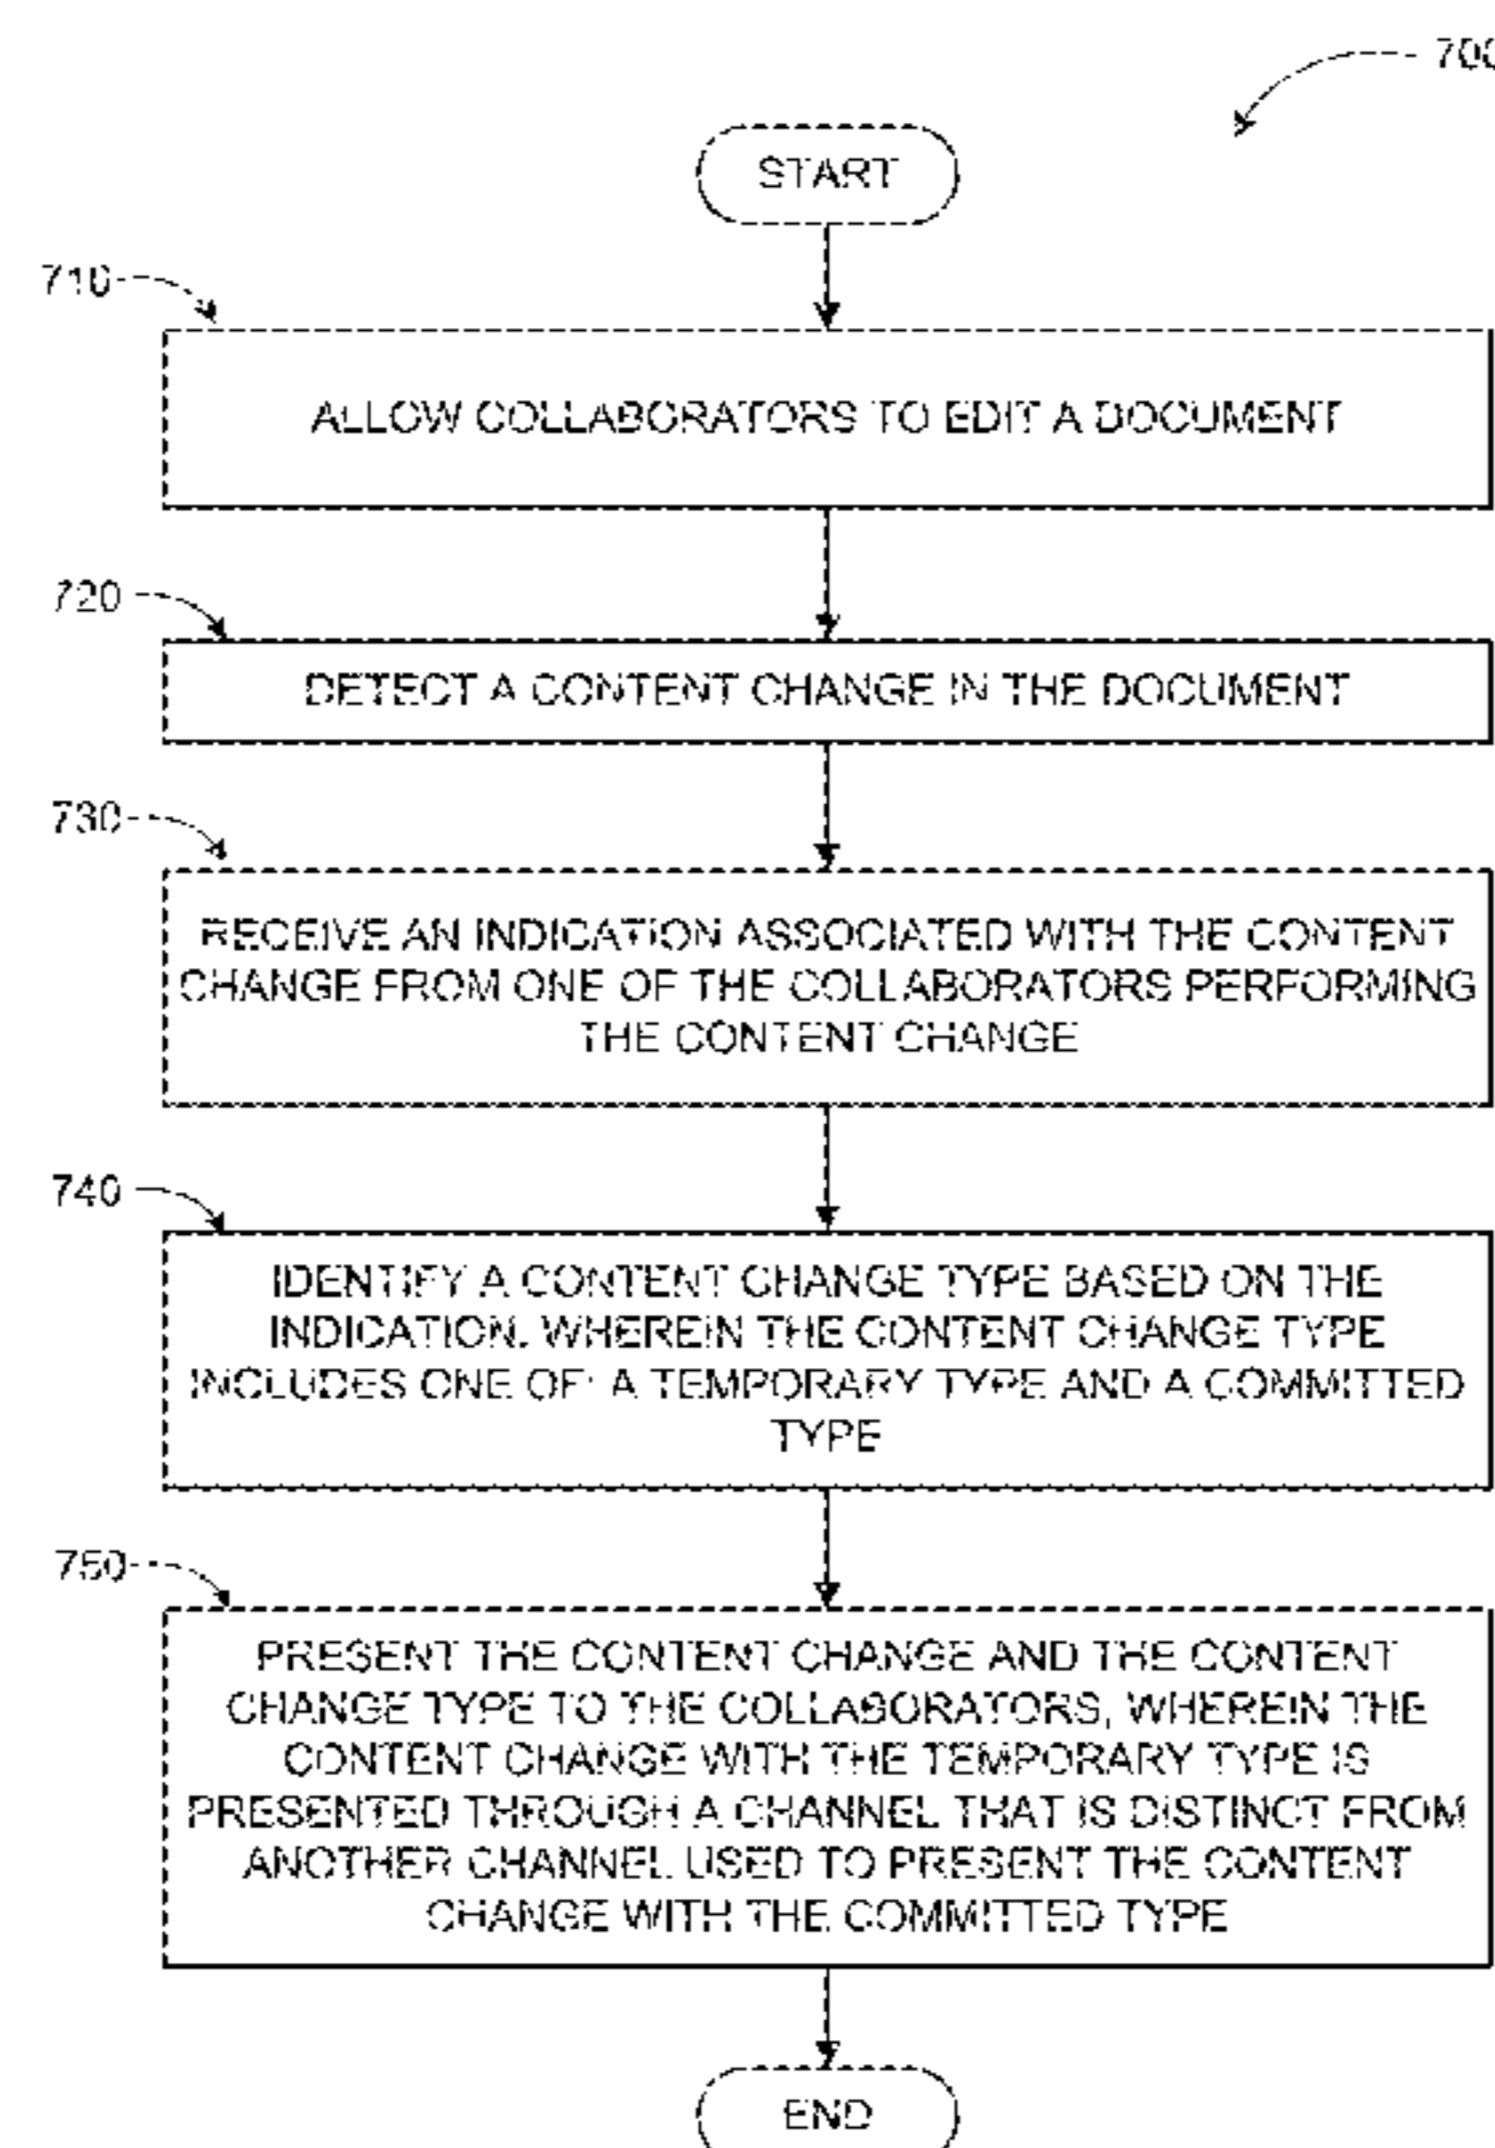 700
START
710
ALLOW COLLABORATORS TO EDIT A DOCUMENT
720
DETECT A CONTENT CHANGE IN THE DOCUMENT
730
RECEIVE AN INDICATION ASSOCIATED WITH THE CONTENT
CHANGE FROM ONE OF THE COLLABORATORS PERFORMING
THE CONTENT CHANGE
740
IDENTIFY A CONTENT CHANGE TYPE BASED ON THE
INDICATION, WHEREIN THE CONTENT CHANGE TYPE
INCLUDES ONE OF: A TEMPORARY TYPE AND A COMMITTED
TYPE
750
PRESENT THE CONTENT CHANGE AND THE CONTENT
CHANGE TYPE TO THE COLLABORATORS, WHEREIN THE
CONTENT CHANGE WITH THE TEMPORARY TYPE IS
PRESENTED THROUGH A CHANNEL THAT IS DISTINCT FROM
ANOTHER CHANNEL USED TO PRESENT THE CONTENT
CHANGE WITH THE COMMITTED TYPE
END